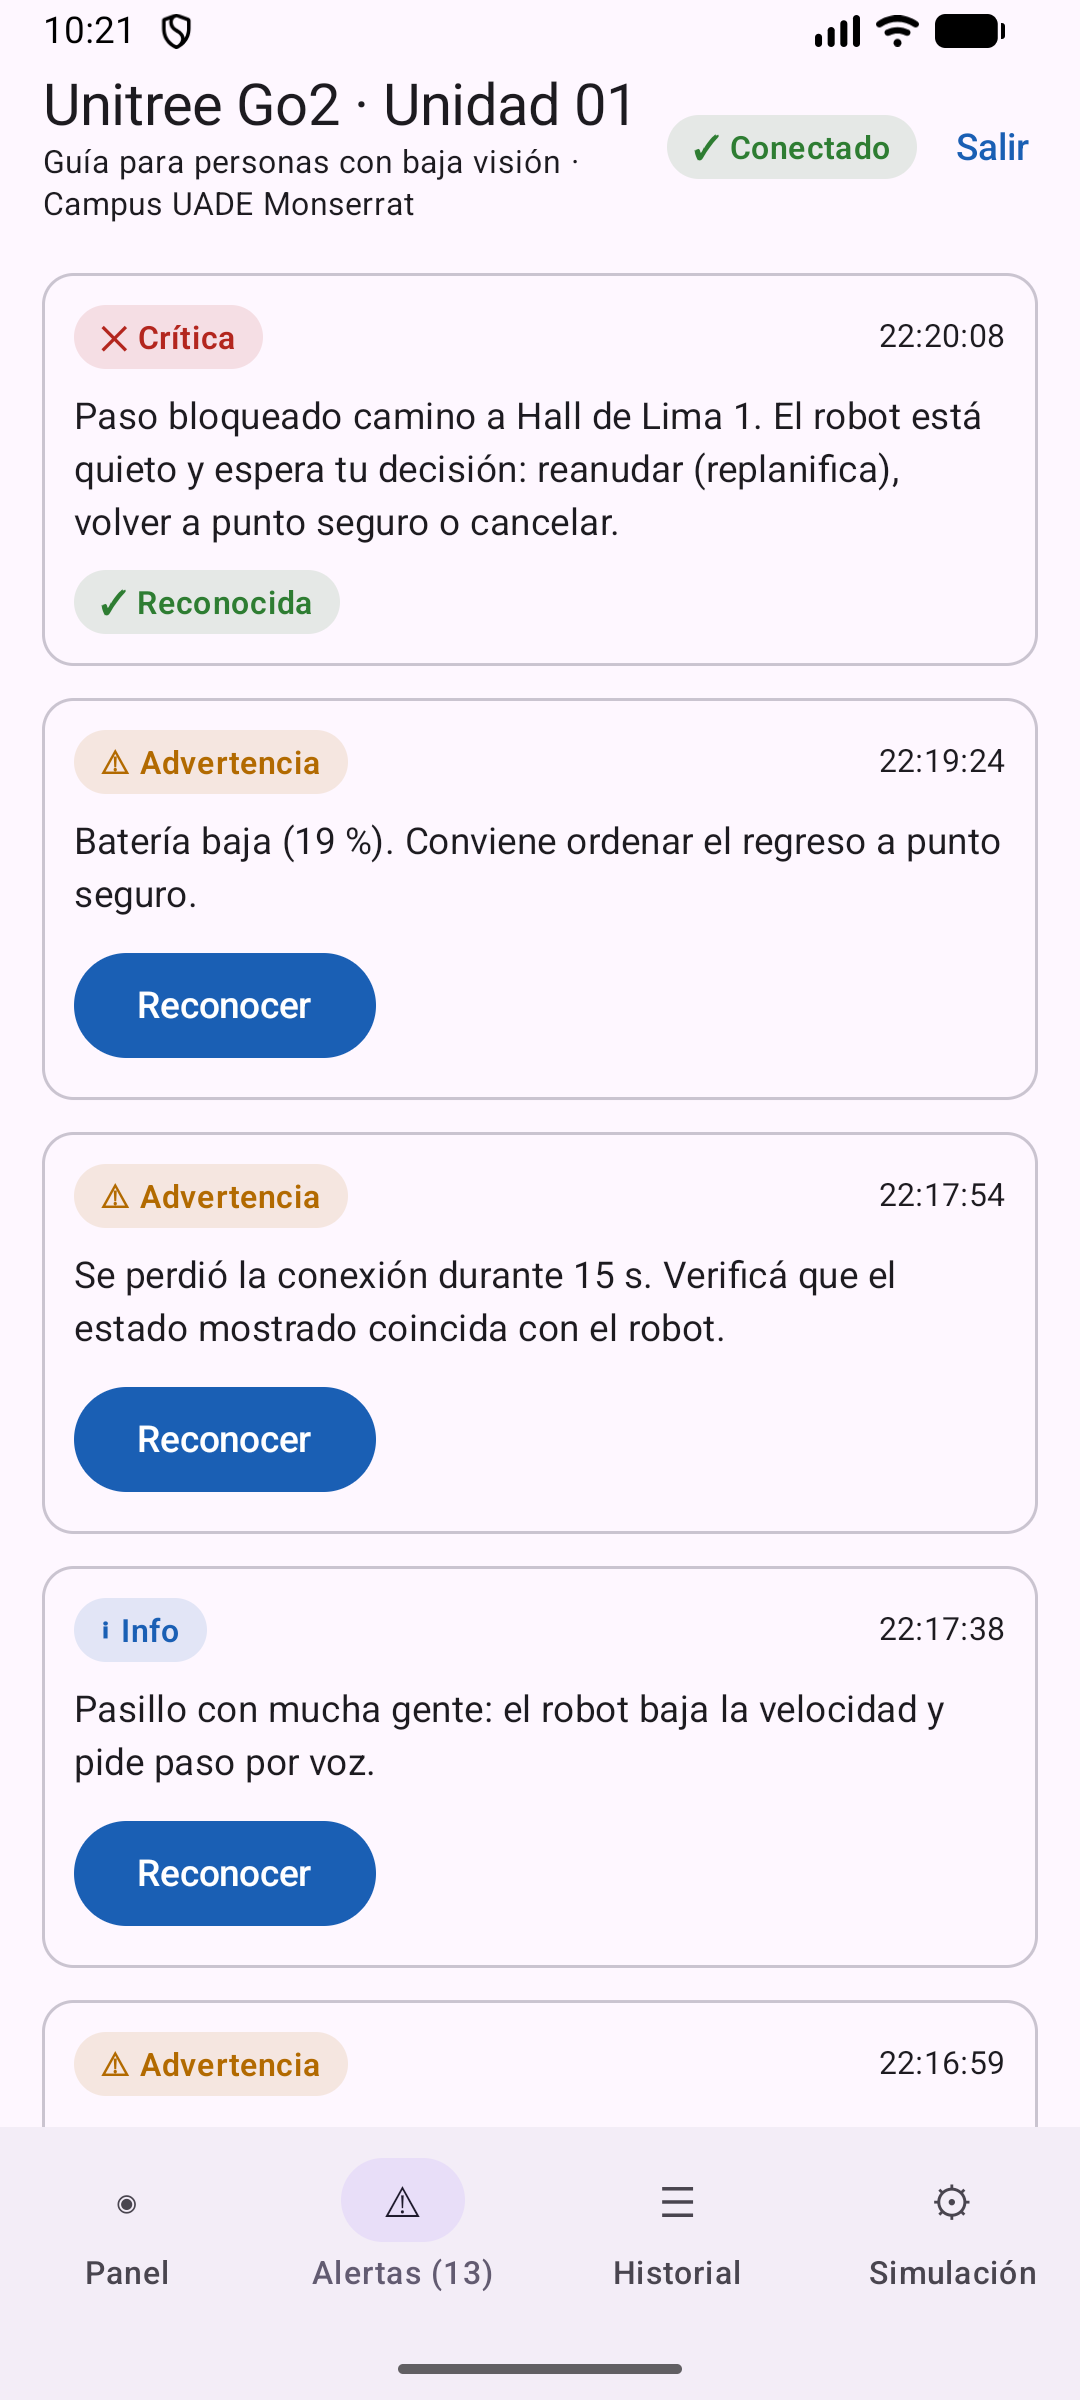 10:21
Unitree Go2 · Unidad 01
Guía para personas con baja visión ·
Campus UADE Monserrat
✓ Conectado
Salir
✕ Crítica
22:20:08
Paso bloqueado camino a Hall de Lima 1. El robot está
quieto y espera tu decisión: reanudar (replanifica),
volver a punto seguro o cancelar.
✓ Reconocida
⚠ Advertencia
22:19:24
Batería baja (19 %). Conviene ordenar el regreso a punto
seguro.
Reconocer
⚠ Advertencia
22:17:54
Se perdió la conexión durante 15 s. Verificá que el
estado mostrado coincida con el robot.
Reconocer
i Info
22:17:38
Pasillo con mucha gente: el robot baja la velocidad y
pide paso por voz.
Reconocer
⚠ Advertencia
22:16:59
Panel
Alertas (13)
Historial
Simulación